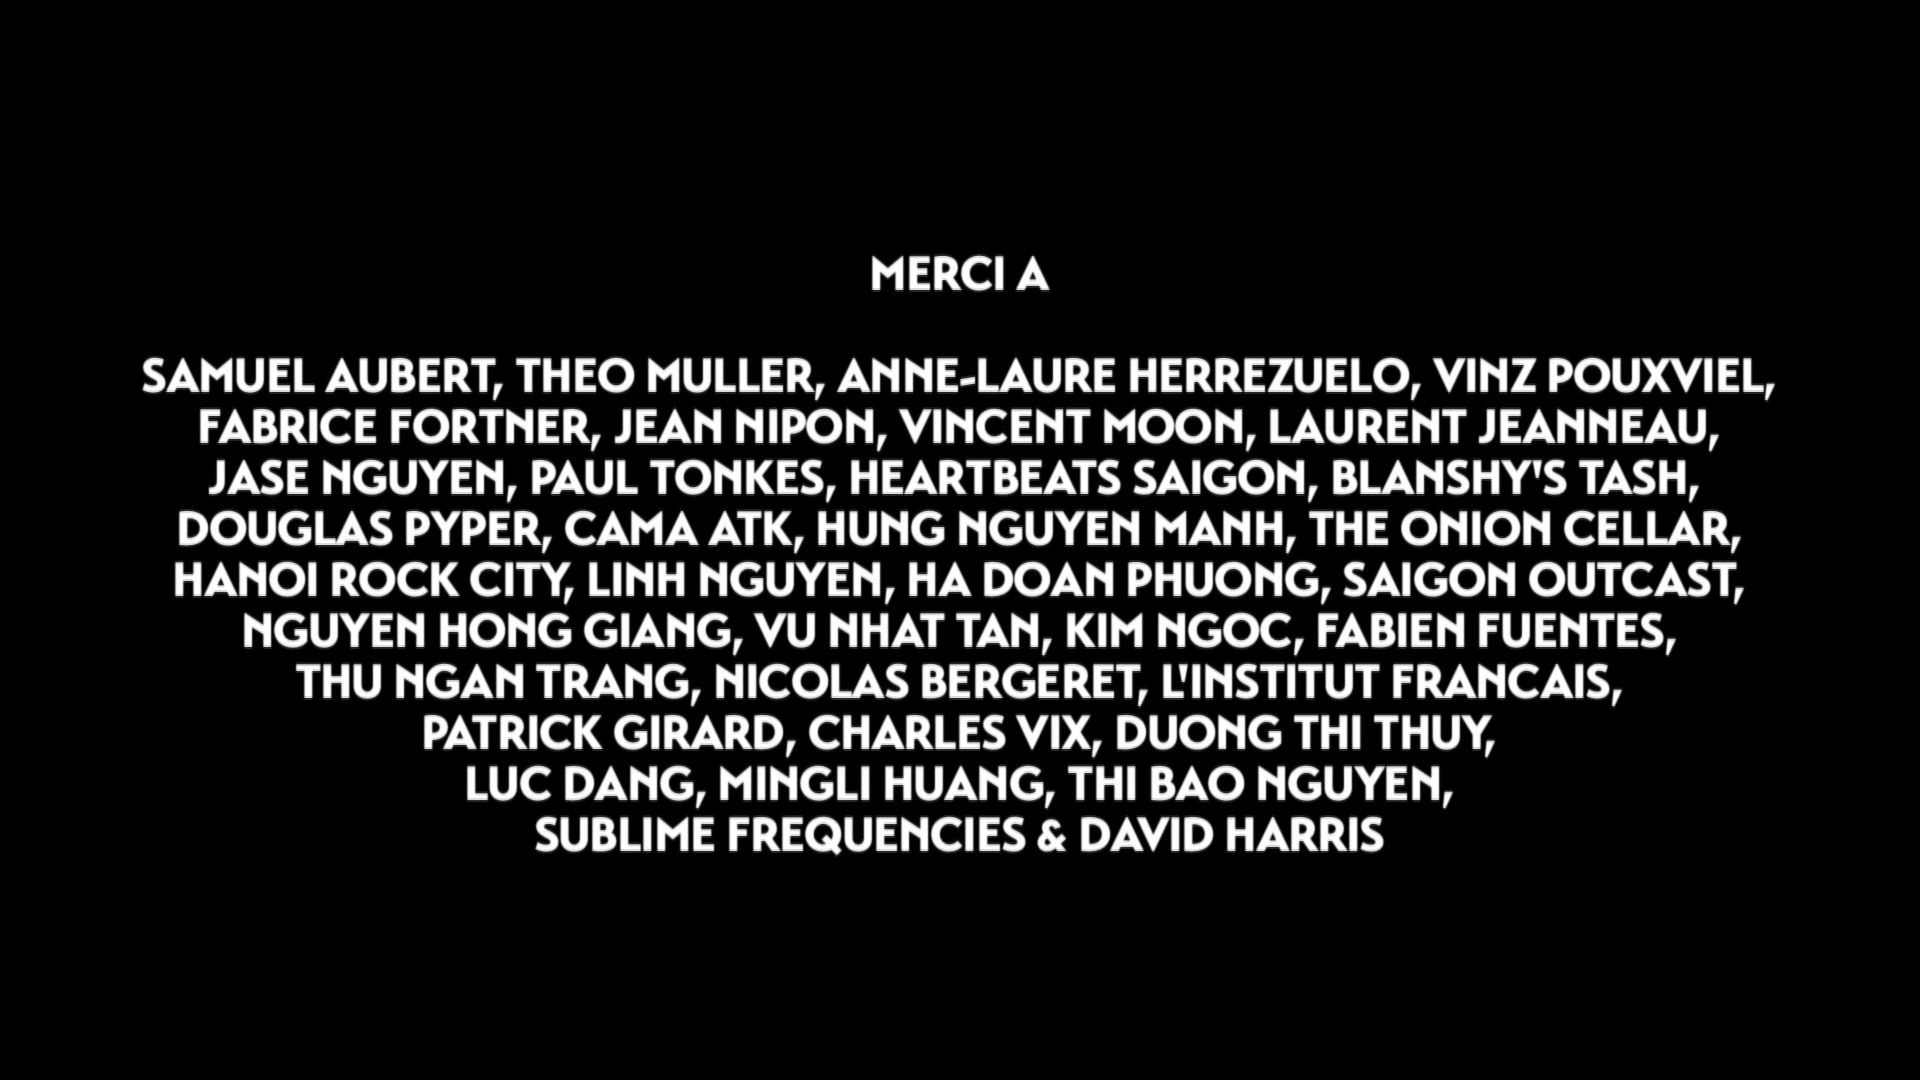 MERCI A
SAMUEL AUBERT, THEO MULLER, ANNE-LAURE HERREZUELO, VINZ POUXVIEL,
FABRICE FORTNER, JEAN NIPON, VINCENT MOON, LAURENT JEANNEAU,
JASE NGUYEN, PAUL TONKES, HEARTBEATS SAIGON, BLANSHY'S TASH,
DOUGLAS PYPER, CAMA ATK, HUNG NGUYEN MANH, THE ONION CELLAR,
HANOI ROCK CITY, LINH NGUYEN, HA DOAN PHUONG, SAIGON OUTCAST,
NGUYEN HONG GIANG, VU NHAT TAN, KIM NGOC, FABIEN FUENTES,
THU NGAN TRANG, NICOLAS BERGERET, L'INSTITUT FRANCAIS,
PATRICK GIRARD, CHARLES VIX, DUONG THI THUY,
LUC DANG, MINGLI HUANG, THI BAO NGUYEN,
SUBLIME FREQUENCIES & DAVID HARRIS